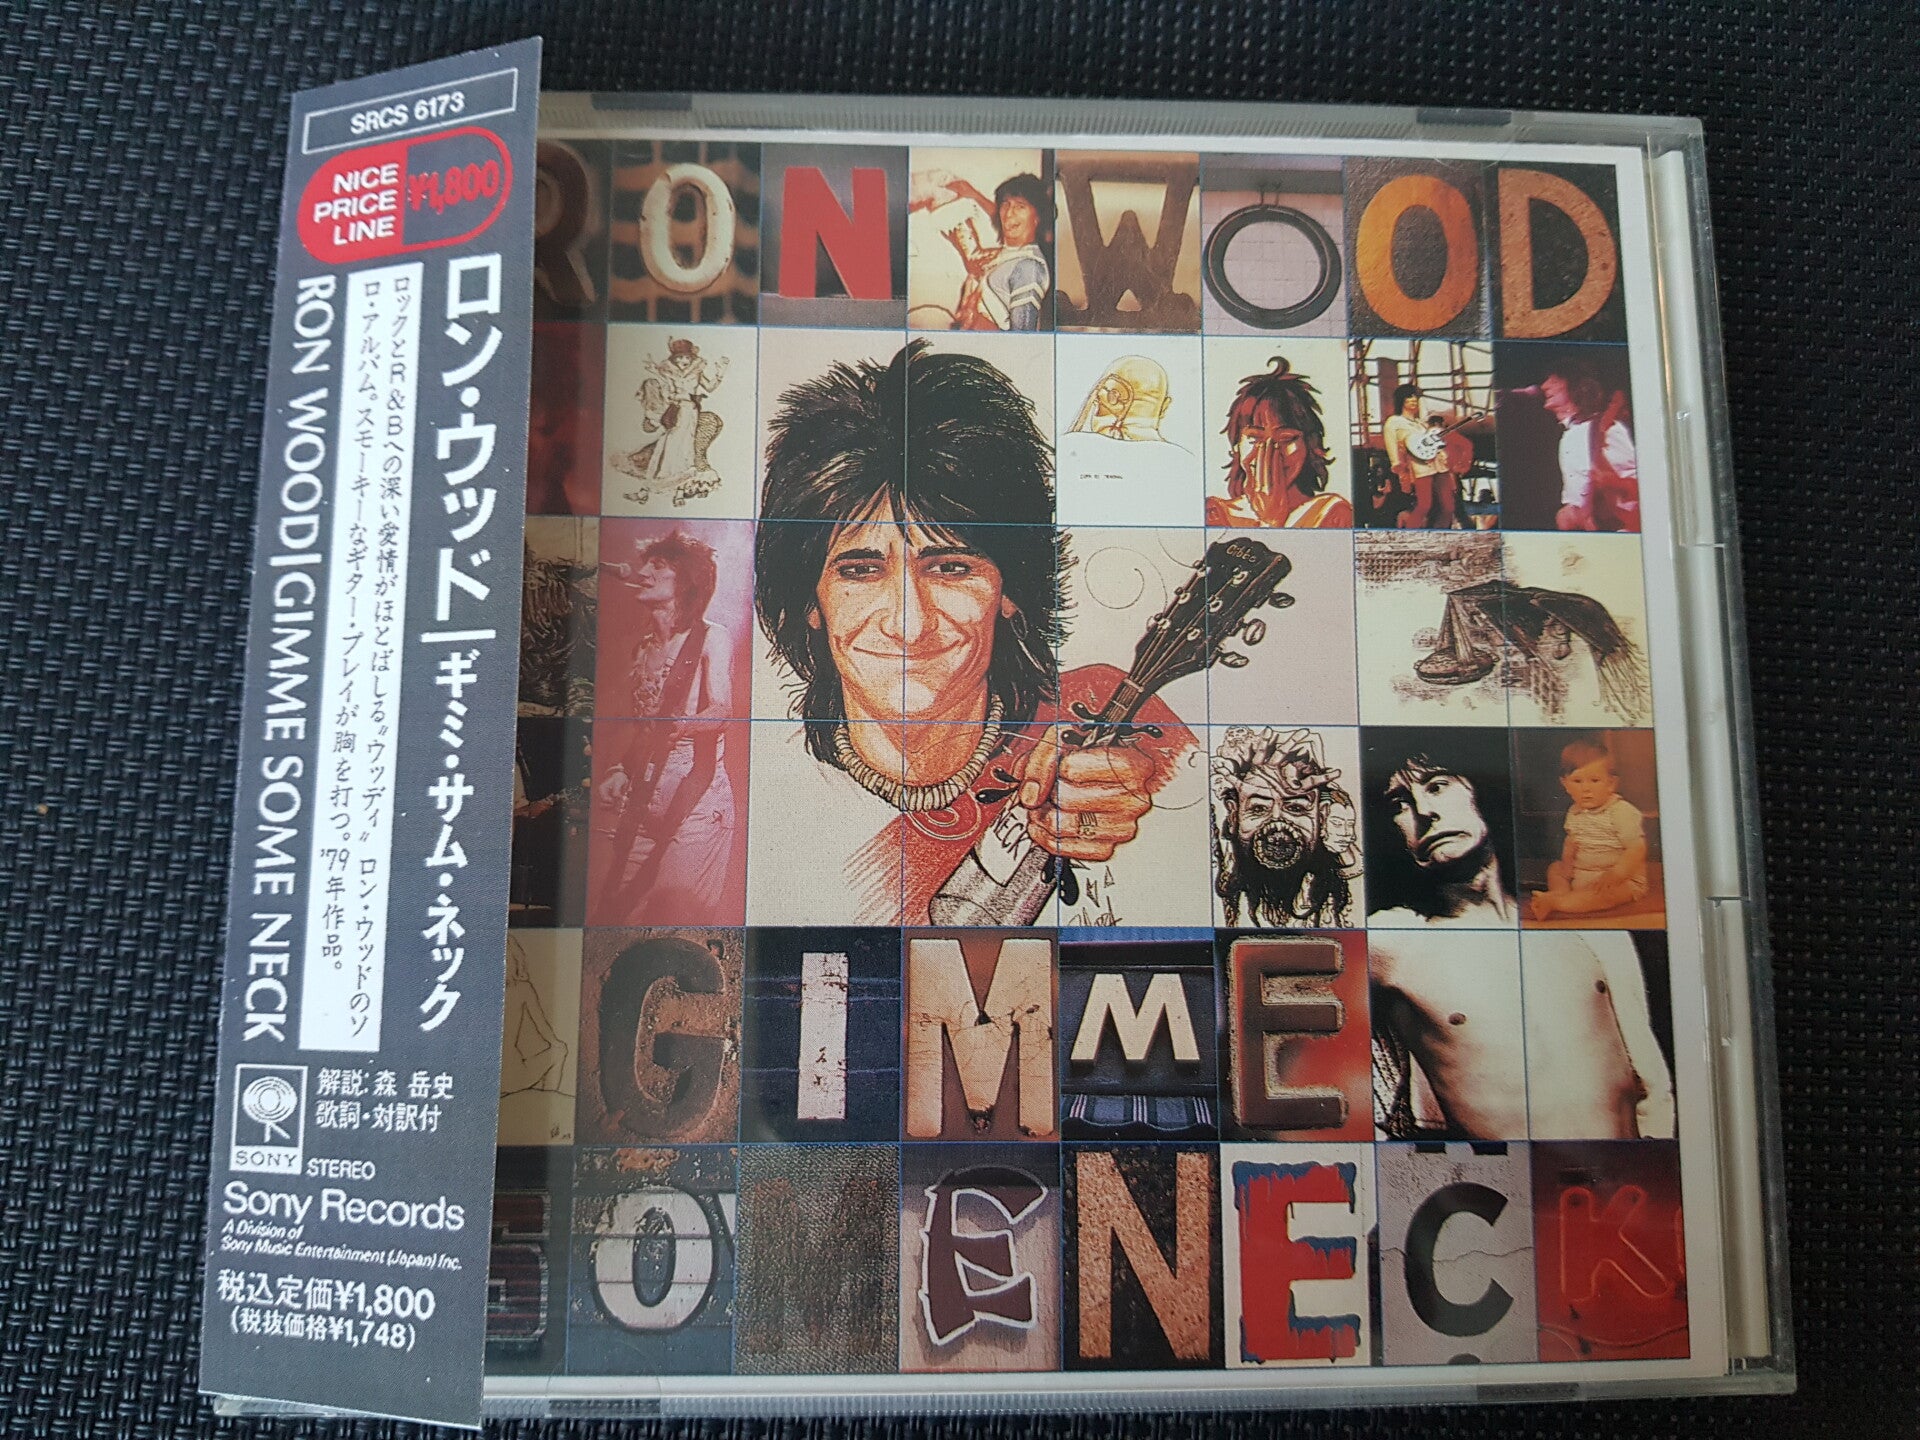 SRCS 6173
NICE
PRICE
LINE
¥1,800
ロン・ウッド|ギミ・サム・ネック
ロックとR&Bへの深い愛情がほとばしる"ウッディ"ロン・ウッドのソ
ロ・アルバム。スモーキーなギター・プレイが胸を打つ。'79年作品。
RON WOOD|GIMME SOME NECK
解説:森 岳史
歌詞・対訳付
SONY
STEREO
Sony Records
A Division of
Sony Music Entertainment (Japan) Inc.
税込定価¥1,800
(税抜価格¥1,748)
RON WOOD
Gibson
NECK
GIMME
SOME NECK